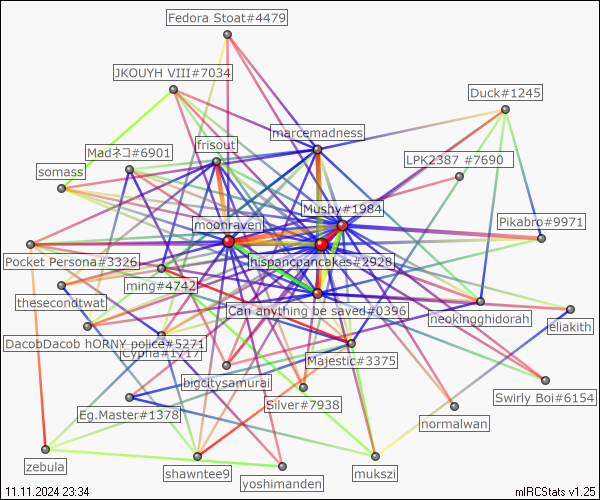 Fedora Stoat#4479
JKOUYH VIII#7034
Duck#1245
marcemadness
frisout
Madネコ#6901
LPK2387 #7690
somass
Mushy#1984
moonraven
Pikabro#9971
Pocket Persona#3326
hispancpancakes#2928
ming#4742
thesecondtwat
Can anything be saved#0396
neokingghidorah
eliakith
DacobDacob hORNY police#5271
Cypha#1717
Majestic#3375
bigcitysamurai
Swirly Boi#6154
Silver#7938
Eg.Master#1378
normalwan
zebula
shawntee9
mukszi
yoshimanden
11.11.2024 23:34
mIRCStats v1.25